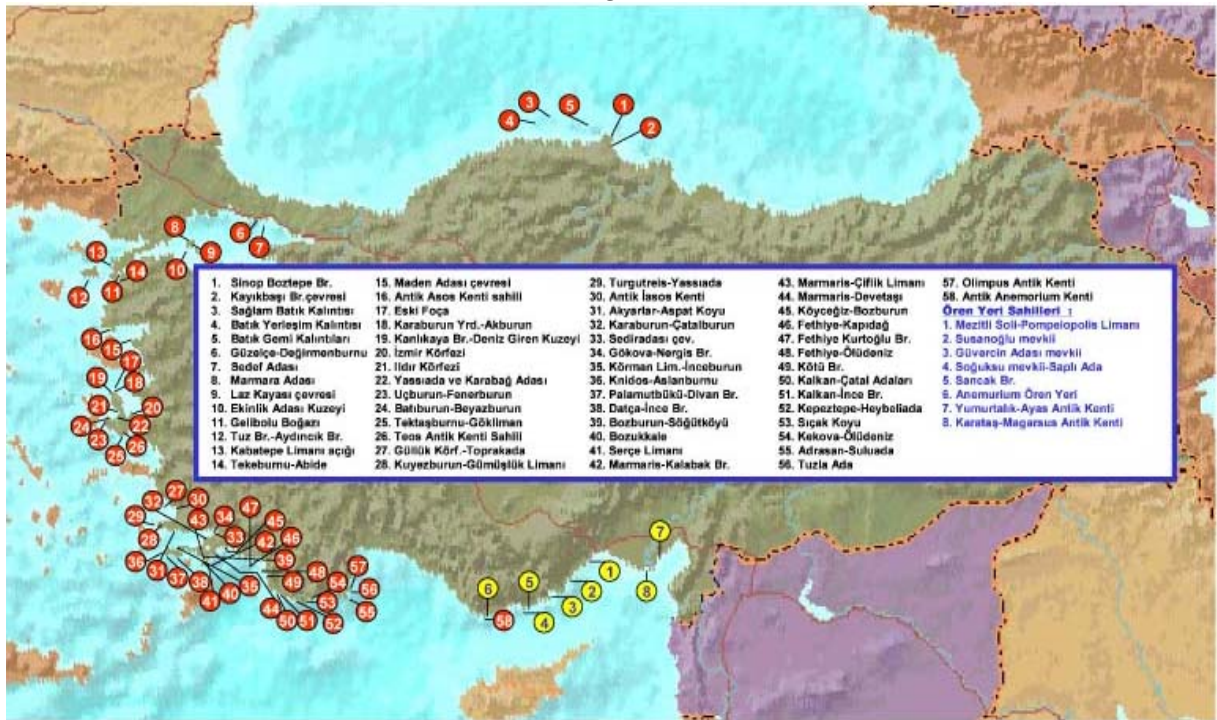 1. Sinop Boztepe Br.
2. Kayıkbaşı Br.çevresi
3. Sağlam Batık Kalıntısı
4. Batık Yerleşim Kalıntısı
5. Batık Gemi Kalıntıları
6. Güzelçe-Değirmenburnu
7. Sedef Adası
8. Marmara Adası
9. Laz Kayası çevresi
10. Ekinlik Adası Kuzeyi
11. Gelibolu Boğazı
12. Tuz Br.-Aydıncık Br.
13. Kabatepe Limanı açığı
14. Tekeburnu-Abide
15. Maden Adası çevresi
16. Antik Asos Kenti sahili
17. Eski Foça
18. Karaburun Yrd.-Akburun
19. Kanlıkaya Br.-Deniz Giren Kuzeyi
20. İzmir Körfezi
21. Ildır Körfezi
22. Yassıada ve Karabağ Adası
23. Uçburun-Fenerburun
24. Batıburun-Beyazburun
25. Tektaşburnu-Gökliman
26. Teos Antik Kenti Sahili
27. Güllük Körf.-Toprakada
28. Kuyezburun-Gümüşlük Limanı
29. Turgutreis-Yassıada
30. Antik İasos Kenti
31. Akyarlar-Aspat Koyu
32. Karaburun-Çatalburun
33. Sediradası çev.
34. Gökova-Nergis Br.
35. Körman Lim.-İnceburun
36. Knidos-Aslanburnu
37. Palamutbükü-Divan Br.
38. Datça-İnce Br.
39. Bozburun-Söğütköyü
40. Bozukkale
41. Serçe Limanı
42. Marmaris-Kalabak Br.
43. Marmaris-Çiflik Limanı
44. Marmaris-Devetaşı
45. Köyceğiz-Bozburun
46. Fethiye-Kapıdağ
47. Fethiye Kurtoğlu Br.
48. Fethiye-Ölüdeniz
49. Kötü Br.
50. Kalkan-Çatal Adaları
51. Kalkan-İnce Br.
52. Kepeztepe-Heybeliada
53. Sıçak Koyu
54. Kekova-Ölüdeniz
55. Adrasan-Suluada
56. Tuzla Ada
57. Olimpus Antik Kenti
58. Antik Anemorium Kenti
Ören Yeri Sahilleri :
1. Mezitli Soli-Pompeiopolis Limanı
2. Susanoğlu mevkii
3. Güvercin Adası mevkii
4. Soğuksu mevkii-Saplı Ada
5. Sancak Br.
6. Anemurium Ören Yeri
7. Yumurtalık-Ayas Antik Kenti
8. Karataş-Magarsus Antik Kenti